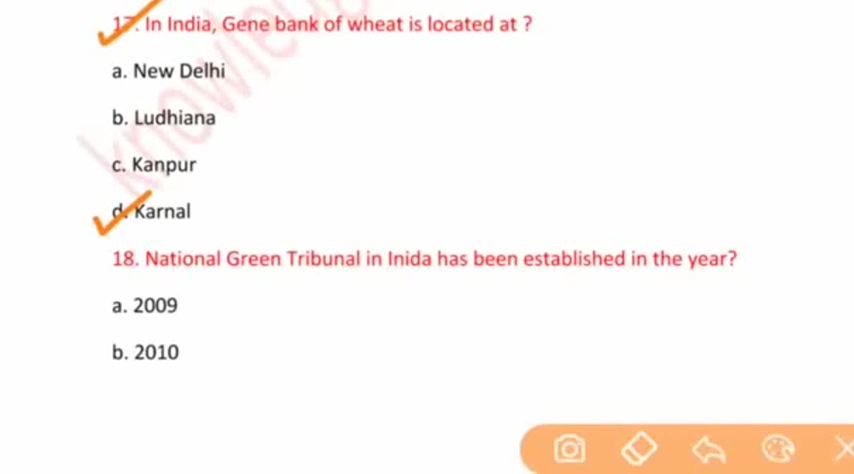 17. In India, Gene bank of wheat is located at ?
a. New Delhi
b. Ludhiana
c. Kanpur
d. Karnal
18. National Green Tribunal in Inida has been established in the year?
a. 2009
b. 2010